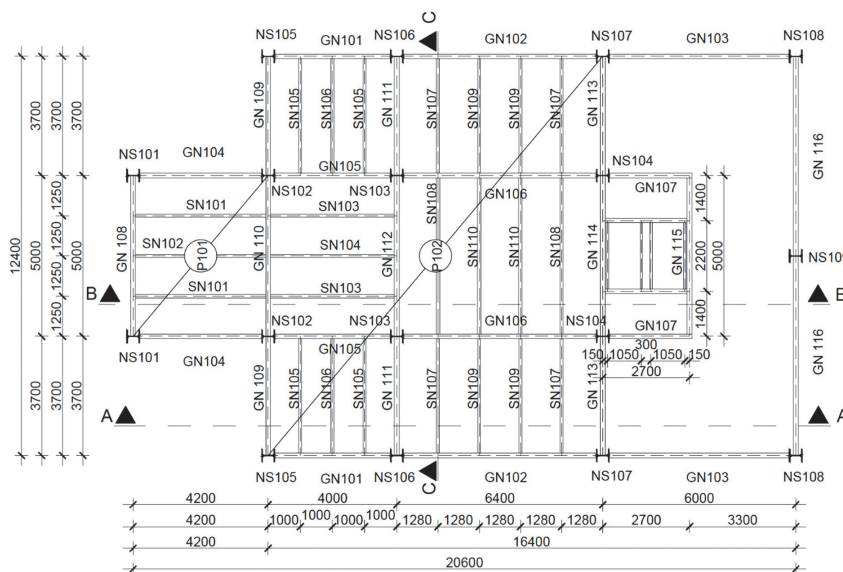 C
NS105 GN101 NS106 GN102 NS107 GN103 NS108
3700 3700 3700 GN 109 SN105 SN106 SN105 GN 111 SN107 SN109 SN109 SN107 GN 113 GN 116
NS101 GN104 GN105 NS104
NS102 NS103 GN106 GN107
12400 5000 1250 1250 1250 1250 5000
SN101 SN103 SN108 1400
GN 108 SN102 P101 GN 110 SN104 GN 112 P102 SN110 SN110 SN108 GN 114 GN 115 2200 5000 NS109
SN101 SN103
B B
1400
NS102 NS103 GN106 NS104 GN107
NS101 GN104 GN105
300
150 1050 1050 150
2700
3700 3700 3700 GN 109 SN105 SN106 SN105 GN 111 SN107 SN109 SN109 SN107 GN 113 GN 116
A A
NS105 GN101 NS106 C GN102 NS107 GN103 NS108
4200 4000 6400 6000
4200 1000 1000 1000 1000 1280 1280 1280 1280 1280 2700 3300
4200 16400
20600